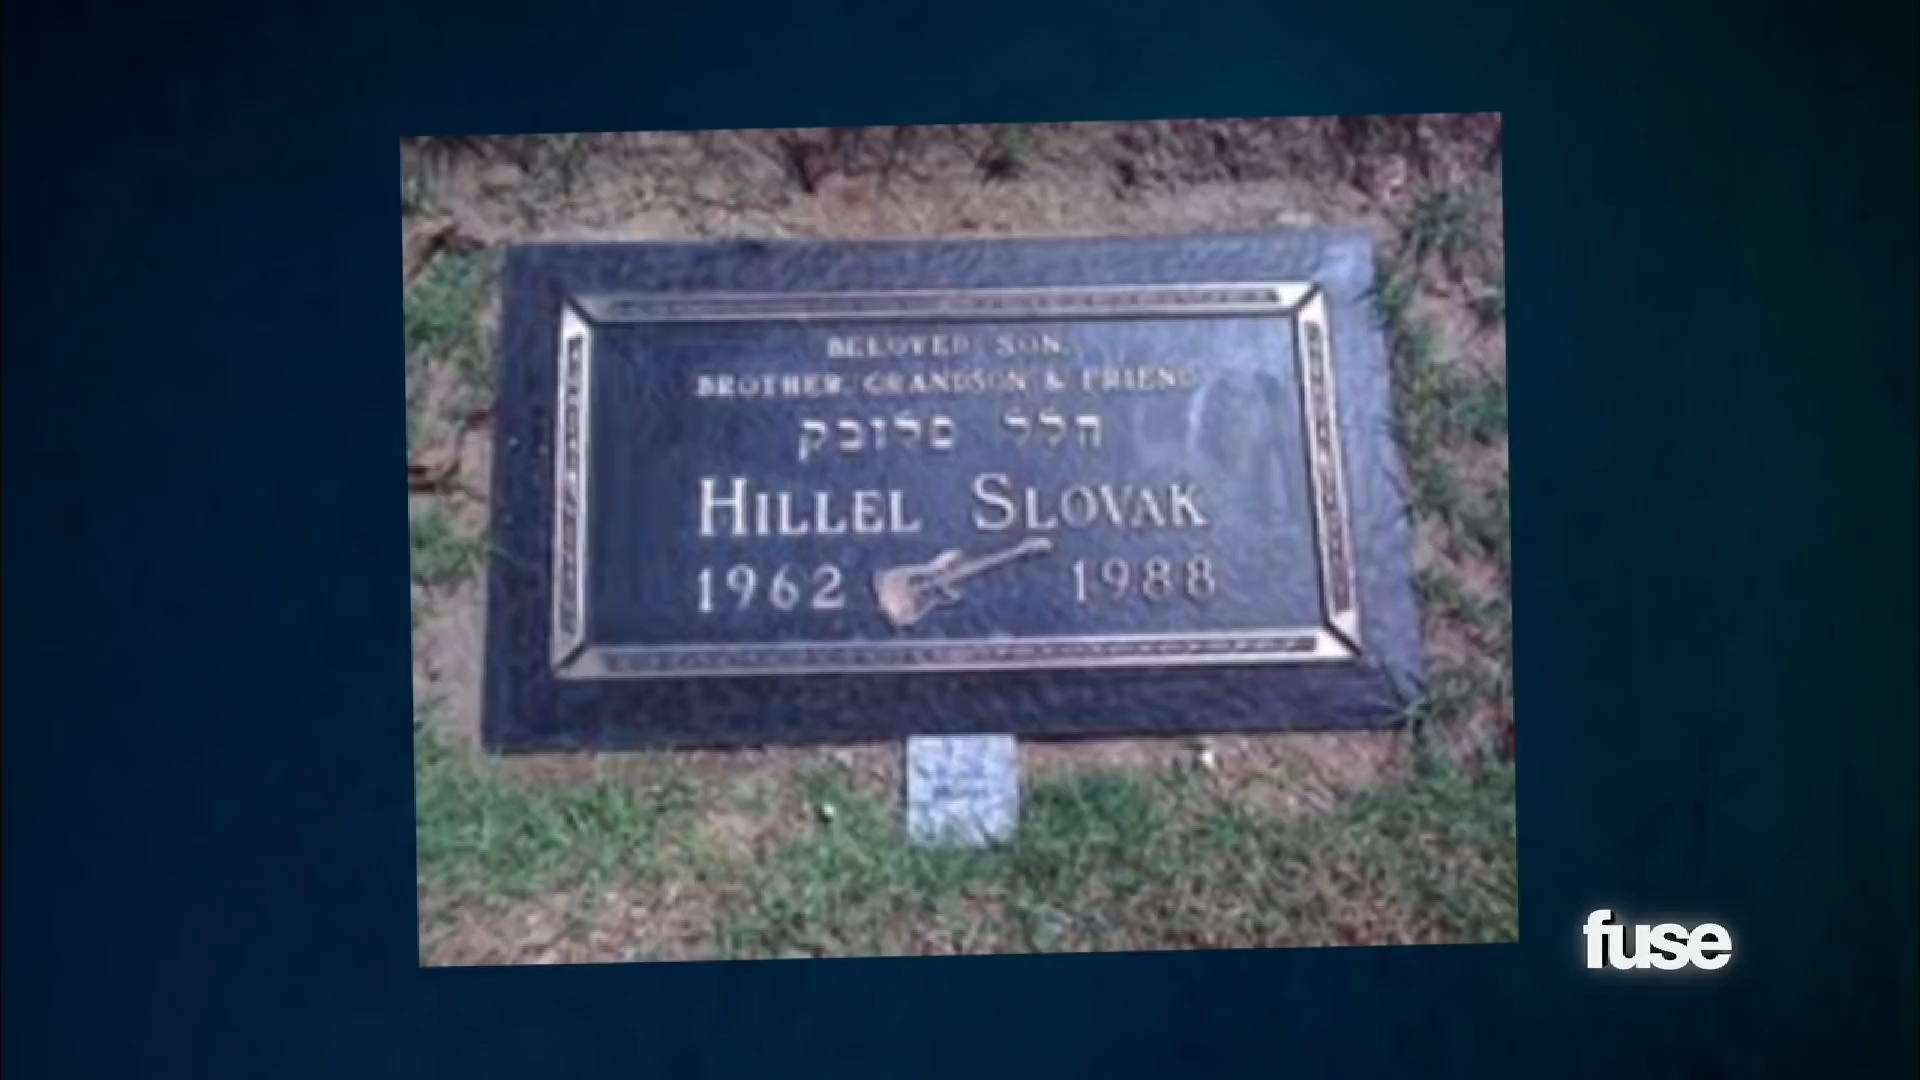 BELOVED SON,
BROTHER, GRANDSON & FRIEND
הלל סלובק
HILLEL SLOVAK
1962 1988
fuse